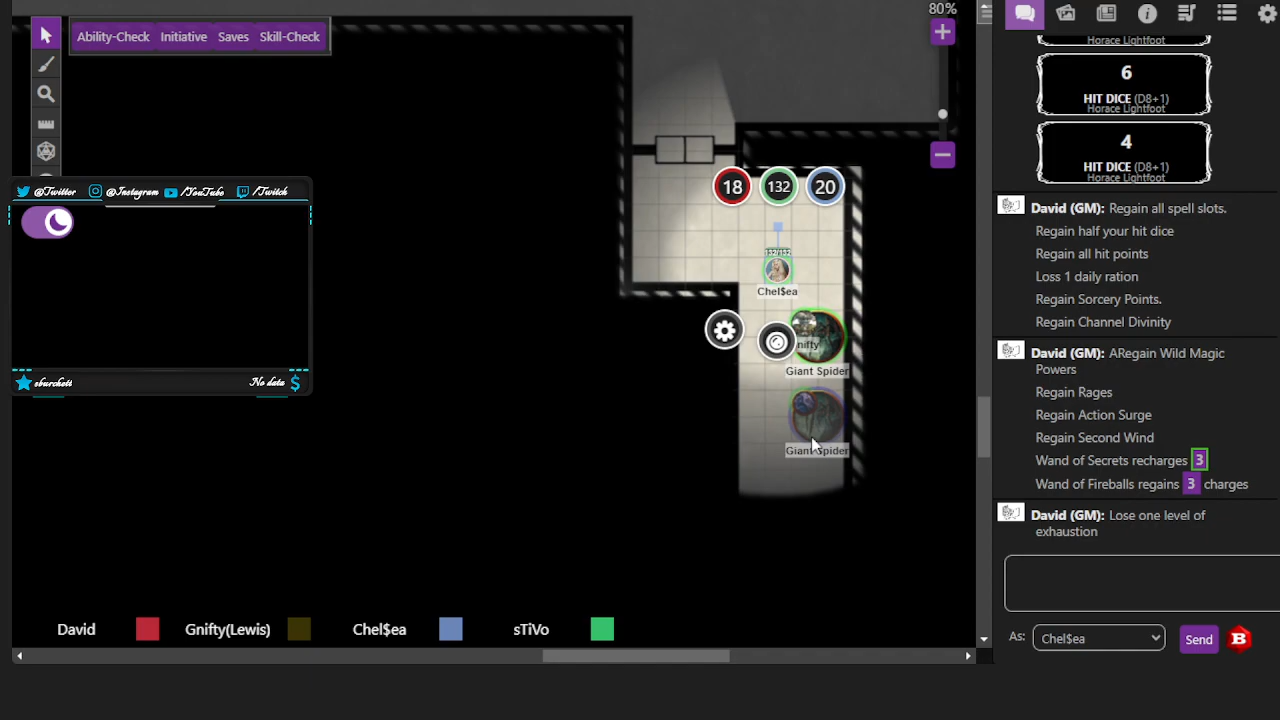 80%
Ability-Check Initiative Saves Skill-Check
@Twitter @Instagram /YouTube /Twitch
sburchett No data $
18 132 20
132/132
Chel$ea
nifty
Giant Spider
Giant Spider
David Gnifty(Lewis) Chel$ea sTiVo
Horace Lightfoot
6
HIT DICE (D8+1)
Horace Lightfoot
4
HIT DICE (D8+1)
Horace Lightfoot
David (GM): Regain all spell slots.
Regain half your hit dice
Regain all hit points
Loss 1 daily ration
Regain Sorcery Points.
Regain Channel Divinity
David (GM): ARegain Wild Magic
Powers
Regain Rages
Regain Action Surge
Regain Second Wind
Wand of Secrets recharges 3
Wand of Fireballs regains 3 charges
David (GM): Lose one level of
exhaustion
As: Chel$ea Send B